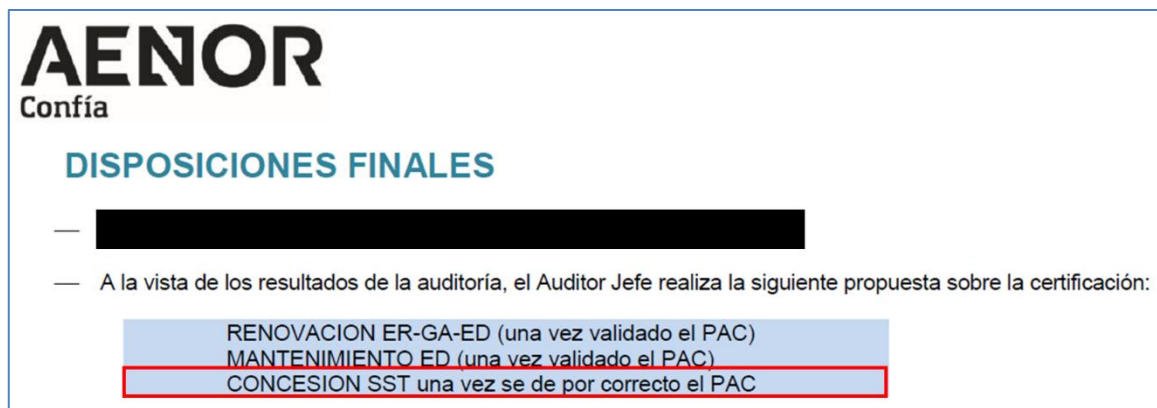 AENOR
Confía
DISPOSICIONES FINALES
—
— A la vista de los resultados de la auditoría, el Auditor Jefe realiza la siguiente propuesta sobre la certificación:
RENOVACION ER-GA-ED (una vez validado el PAC)
MANTENIMIENTO ED (una vez validado el PAC)
CONCESION SST una vez se de por correcto el PAC